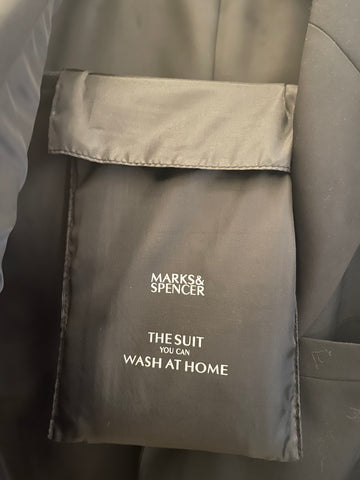 MARKS&
SPENCER
THE SUIT
YOU CAN
WASH AT HOME